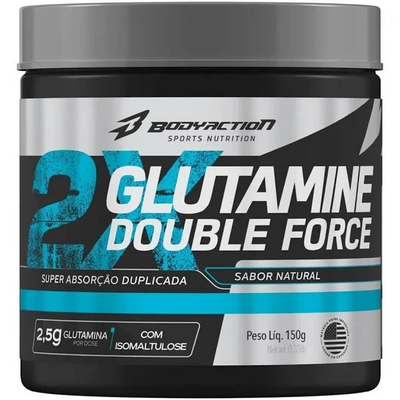 BODYACTION
SPORTS NUTRITION
2X
GLUTAMINE
DOUBLE FORCE
SUPER ABSORÇÃO DUPLICADA
SABOR NATURAL
2,5g GLUTAMINA POR DOSE
COM ISOMALTULOSE
Peso Líq. 150g